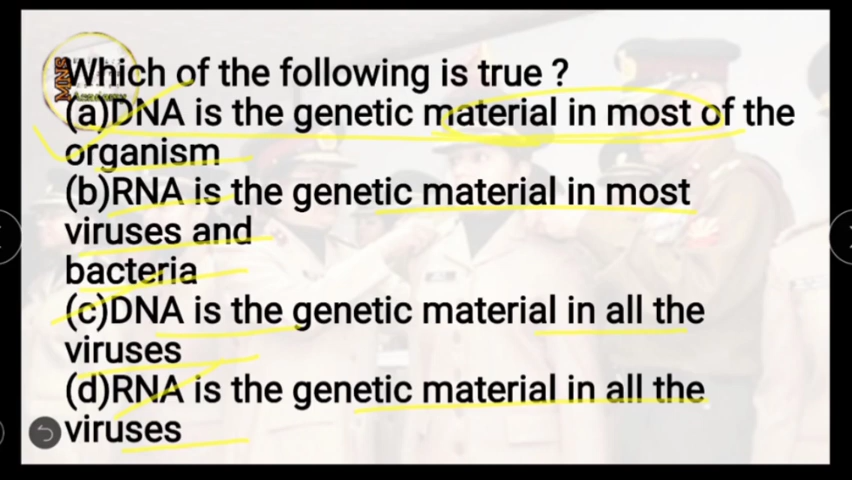 Which of the following is true ?
(a)DNA is the genetic material in most of the
organism
(b)RNA is the genetic material in most
viruses and
bacteria
(c)DNA is the genetic material in all the
viruses
(d)RNA is the genetic material in all the
viruses
MNS